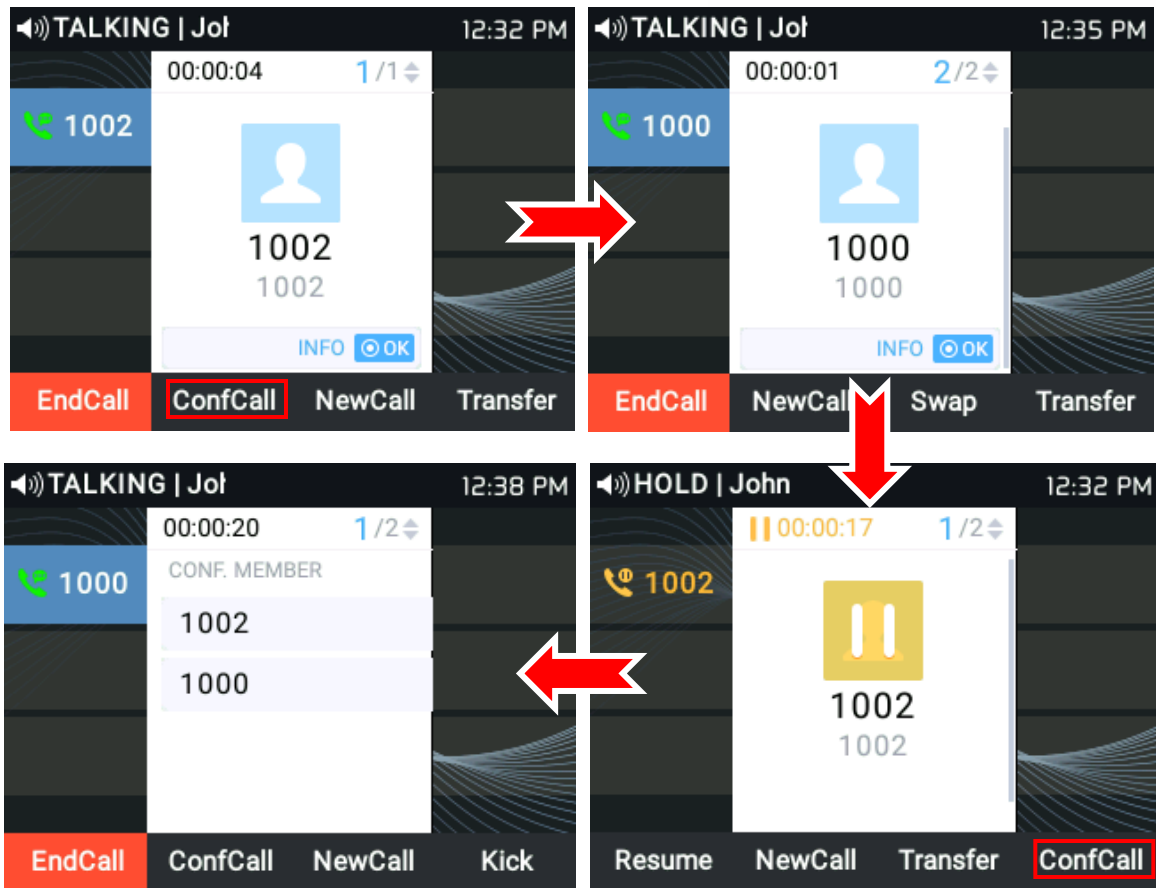 TALKING | Joh
12:32 PM
00:00:04 1/1
1002
1002
1002
INFO OK
EndCall ConfCall NewCall Transfer
TALKING | Joh
12:35 PM
00:00:01 2/2
1000
1000
1000
INFO OK
EndCall NewCall Swap Transfer
HOLD | John
12:32 PM
00:00:17 1/2
1002
1002
1002
Resume NewCall Transfer ConfCall
TALKING | Joh
12:38 PM
00:00:20 1/2
1000
CONF. MEMBER
1002
1000
EndCall ConfCall NewCall Kick